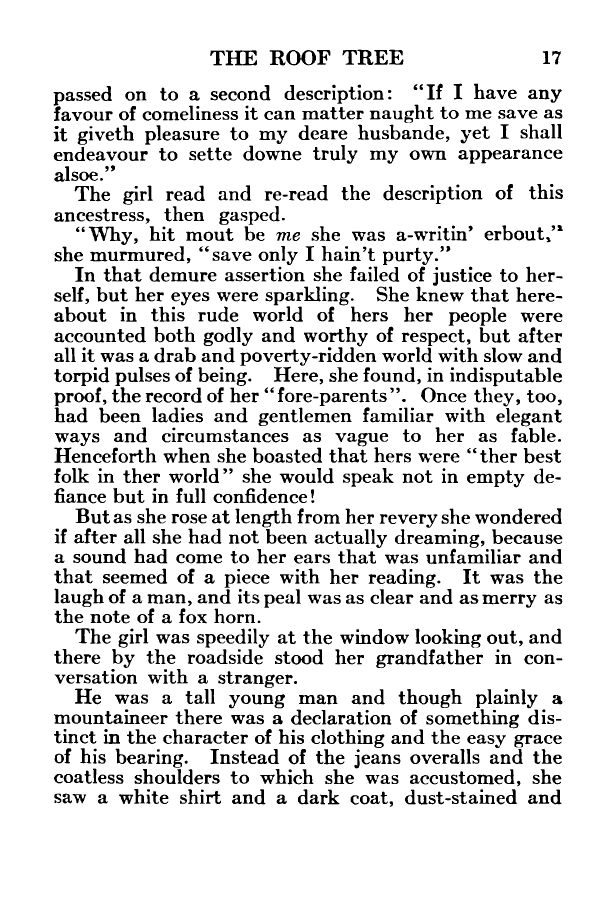 THE ROOF TREE 17
passed on to a second description: “If I have any
favour of comeliness it can matter naught to me save as
it giveth pleasure to my deare husbande, yet I shall
endeavour to sette downe truly my own appearance
alsoe.”
The girl read and re-read the description of this
ancestress, then gasped.
“Why, hit mout be me she was a-writin’ erbout,”
she murmured, “save only I hain’t purty.”
In that demure assertion she failed of justice to her-
self, but her eyes were sparkling. She knew that here-
about in this rude world of hers her people were
accounted both godly and worthy of respect, but after
all it was a drab and poverty-ridden world with slow and
torpid pulses of being. Here, she found, in indisputable
proof, the record of her “fore-parents”. Once they, too,
had been ladies and gentlemen familiar with elegant
ways and circumstances as vague to her as fable.
Henceforth when she boasted that hers were “ther best
folk in ther world” she would speak not in empty de-
fiance but in full confidence!
But as she rose at length from her revery she wondered
if after all she had not been actually dreaming, because
a sound had come to her ears that was unfamiliar and
that seemed of a piece with her reading. It was the
laugh of a man, and its peal was as clear and as merry as
the note of a fox horn.
The girl was speedily at the window looking out, and
there by the roadside stood her grandfather in con-
versation with a stranger.
He was a tall young man and though plainly a
mountaineer there was a declaration of something dis-
tinct in the character of his clothing and the easy grace
of his bearing. Instead of the jeans overalls and the
coatless shoulders to which she was accustomed, she
saw a white shirt and a dark coat, dust-stained and